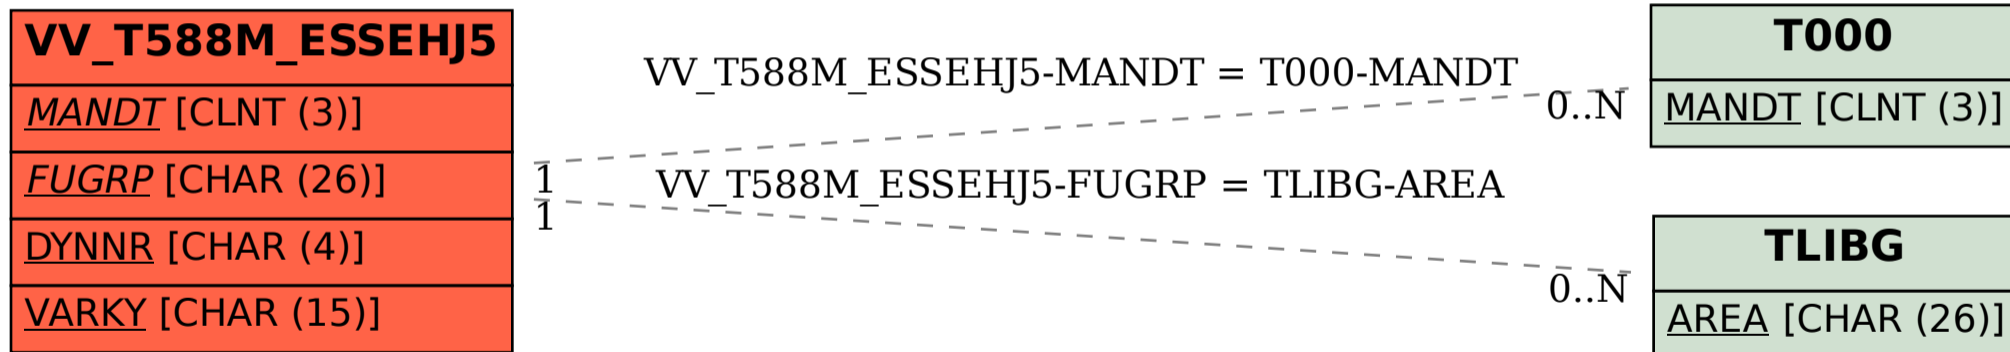 VV_T588M_ESSEHJ5
MANDT [CLNT (3)]
FUGRP [CHAR (26)]
DYNNR [CHAR (4)]
VARKY [CHAR (15)]
VV_T588M_ESSEHJ5-MANDT = T000-MANDT
0..N
1
VV_T588M_ESSEHJ5-FUGRP = TLIBG-AREA
1
0..N
T000
MANDT [CLNT (3)]
TLIBG
AREA [CHAR (26)]